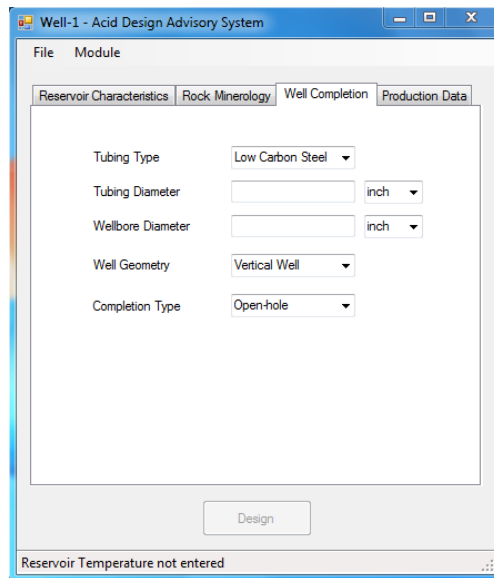 Well-1 - Acid Design Advisory System
File Module
Reservoir Characteristics Rock Minerology Well Completion Production Data
Tubing Type Low Carbon Steel
Tubing Diameter inch
Wellbore Diameter inch
Well Geometry Vertical Well
Completion Type Open-hole
Design
Reservoir Temperature not entered